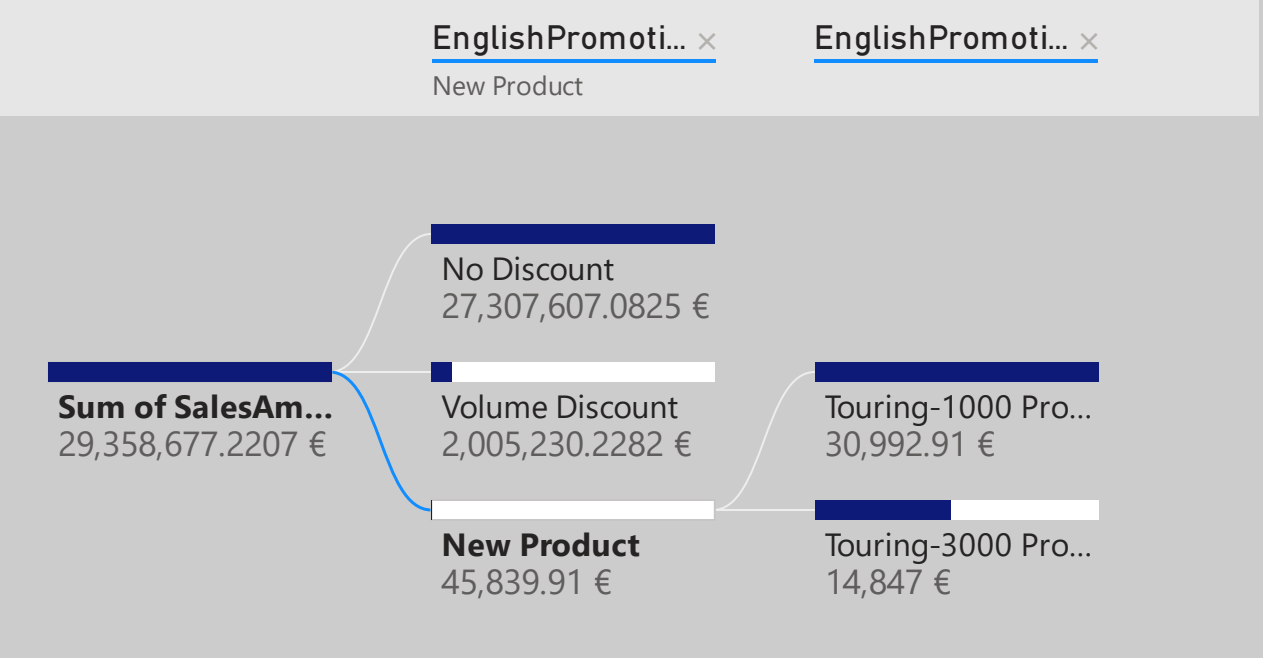 EnglishPromoti... ×
EnglishPromoti... ×
New Product
No Discount
27,307,607.0825 €
Sum of SalesAm...
29,358,677.2207 €
Volume Discount
2,005,230.2282 €
New Product
45,839.91 €
Touring-1000 Pro...
30,992.91 €
Touring-3000 Pro...
14,847 €